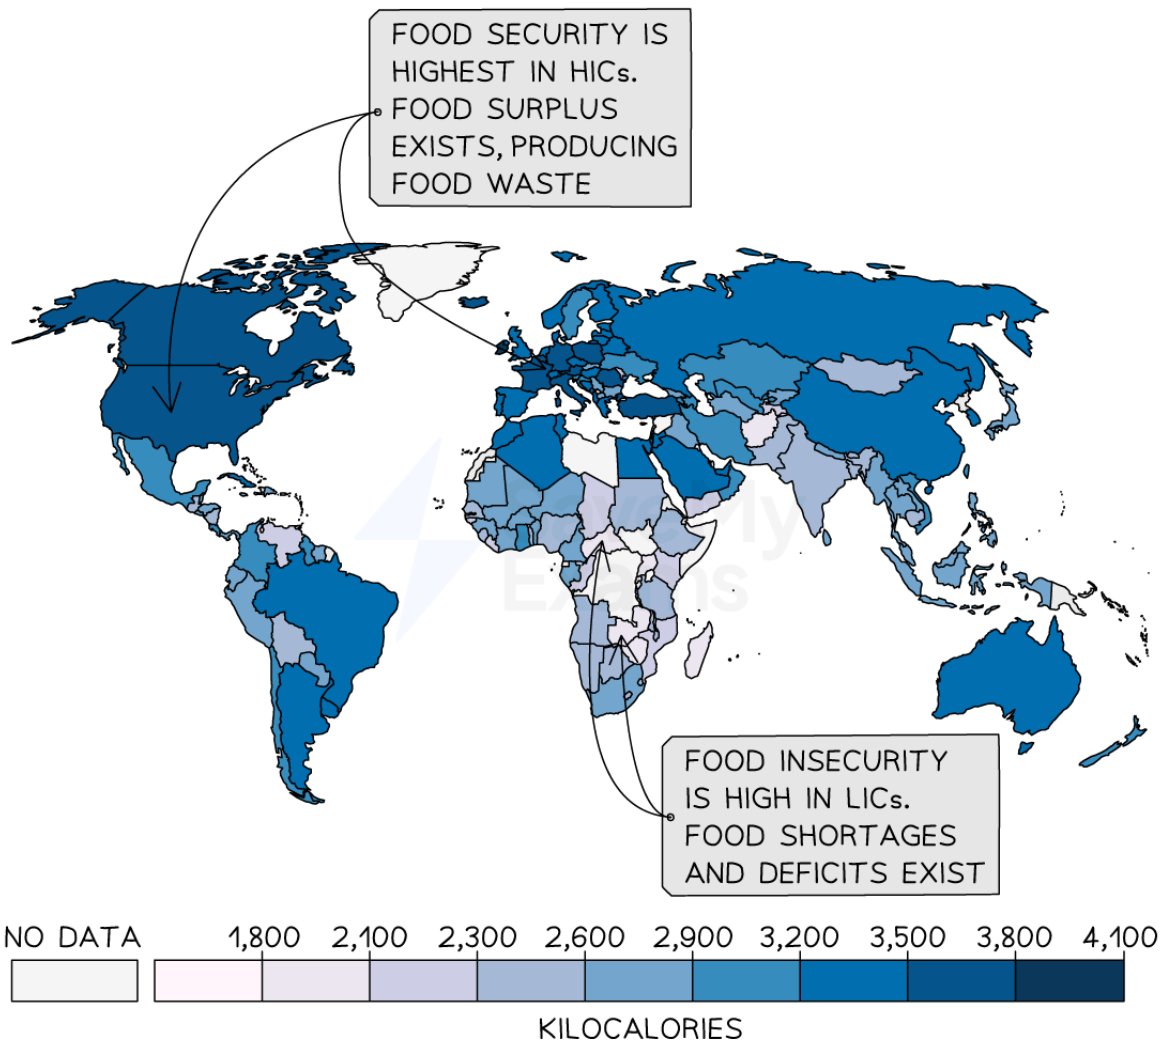 FOOD SECURITY IS
HIGHEST IN HICs.
FOOD SURPLUS
EXISTS, PRODUCING
FOOD WASTE
SaveMy
Exams
FOOD INSECURITY
IS HIGH IN LICs.
FOOD SHORTAGES
AND DEFICITS EXIST
NO DATA 1,800 2,100 2,300 2,600 2,900 3,200 3,500 3,800 4,100
KILOCALORIES